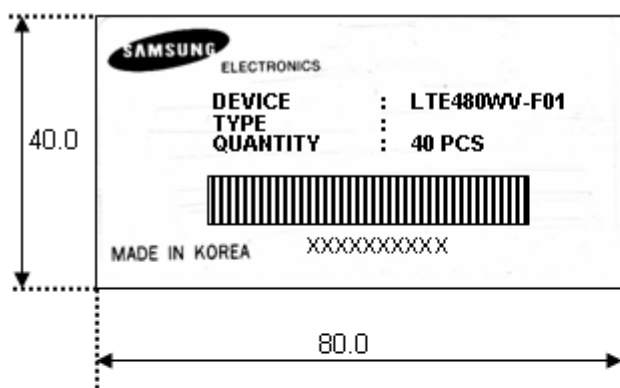 SAMSUNG
ELECTRONICS
DEVICE : LTE480WV-F01
TYPE :
QUANTITY : 40 PCS
40.0
MADE IN KOREA XXXXXXXXXX
80.0